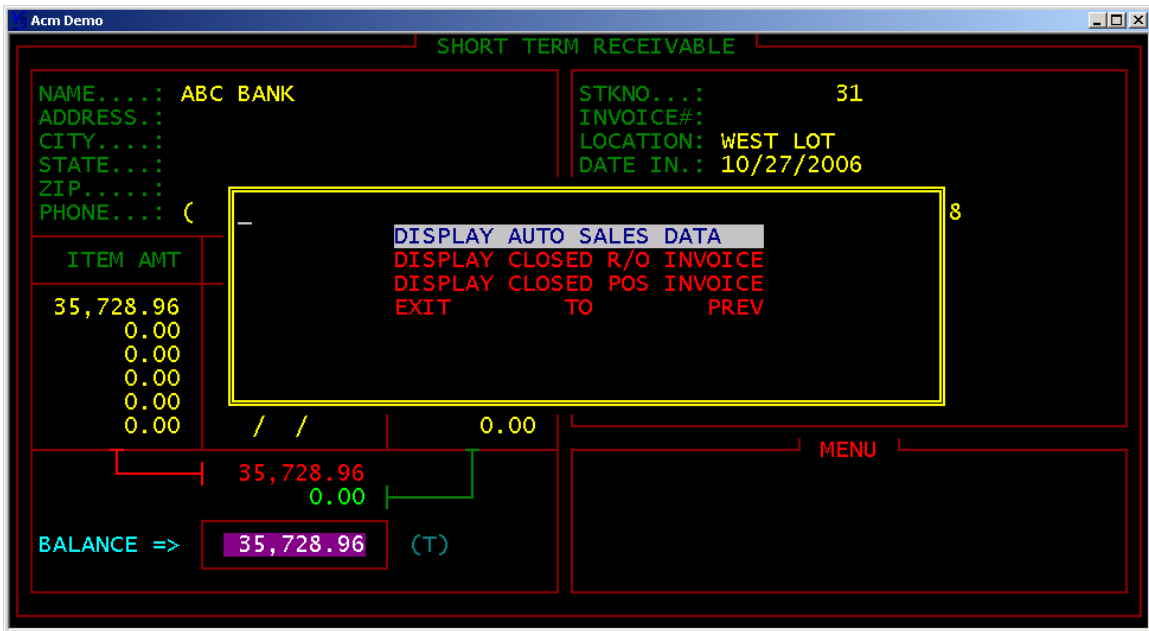 Acm Demo
SHORT TERM RECEIVABLE
NAME....: ABC BANK
ADDRESS.:
CITY....:
STATE...:
ZIP.....:
PHONE...: (
STKNO...: 31
INVOICE#:
LOCATION: WEST LOT
DATE IN.: 10/27/2006
8
_
DISPLAY AUTO SALES DATA
DISPLAY CLOSED R/O INVOICE
DISPLAY CLOSED POS INVOICE
EXIT TO PREV
ITEM AMT
35,728.96
0.00
0.00
0.00
0.00
0.00 / / 0.00
35,728.96
0.00
BALANCE => 35,728.96 (T)
MENU